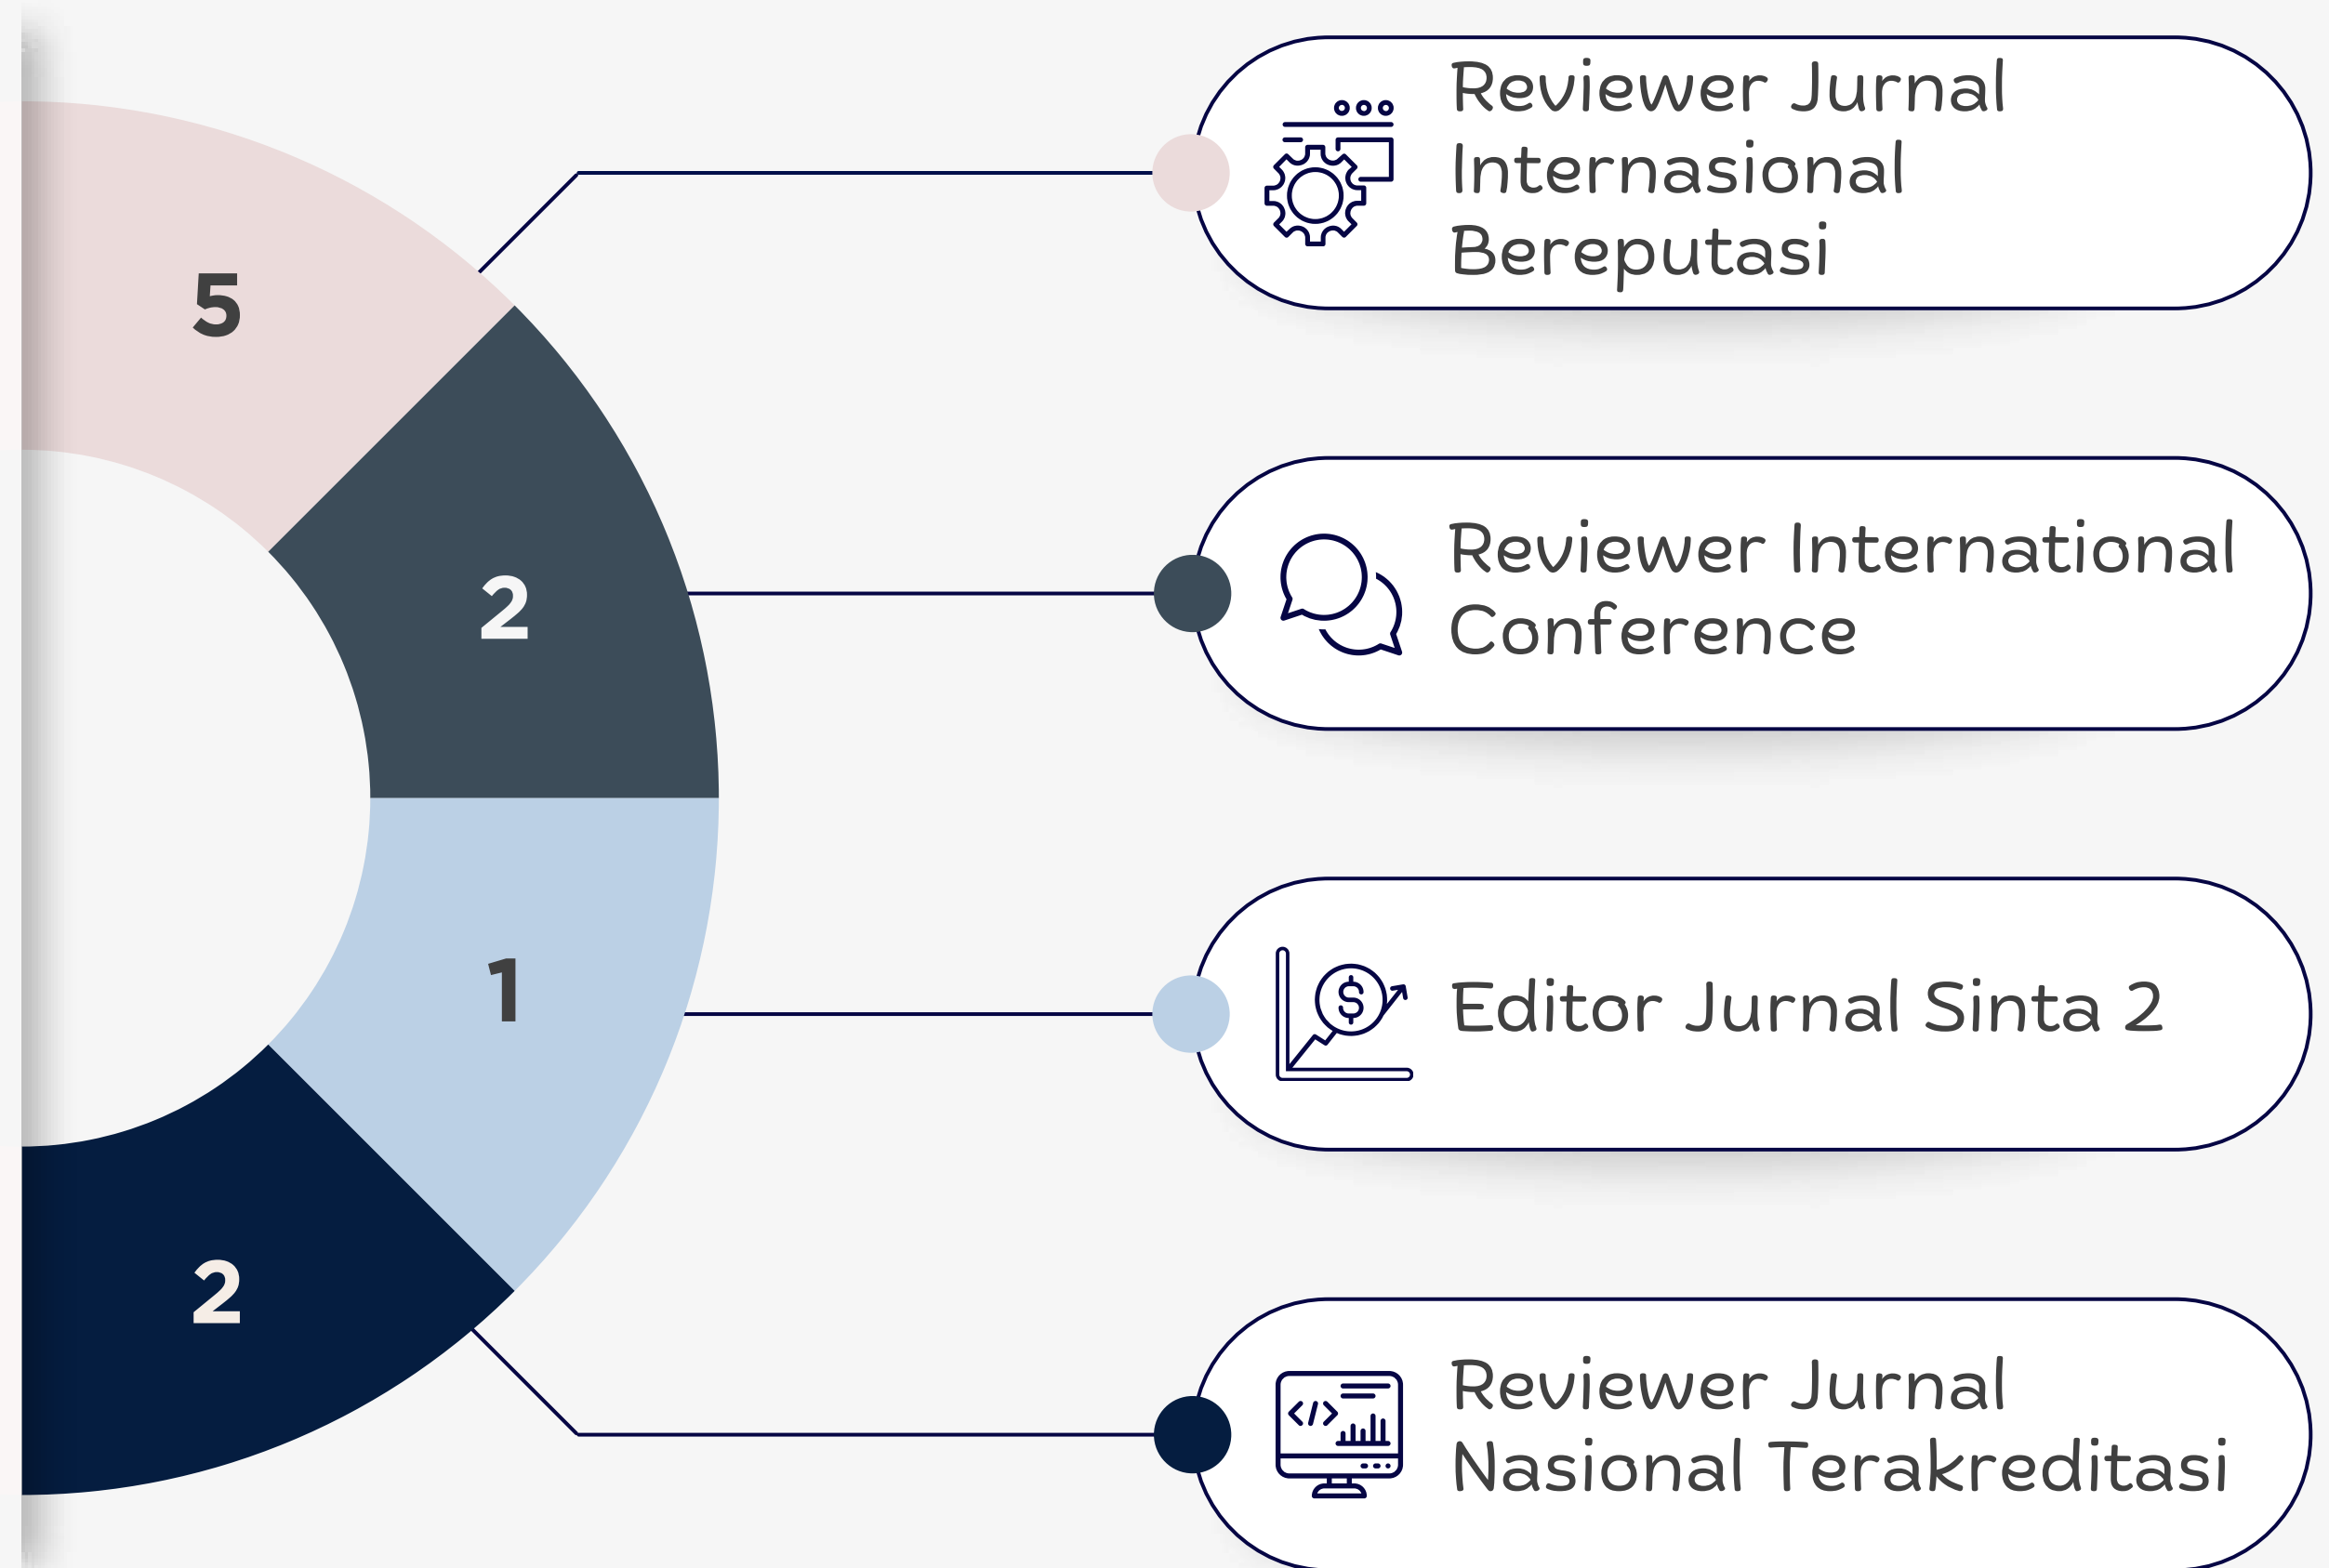 5
Reviewer Jurnal
Internasional
Bereputasi
2
Reviewer International
Conference
1
Editor Jurnal Sinta 2
2
Reviewer Jurnal
Nasional Terakreditasi